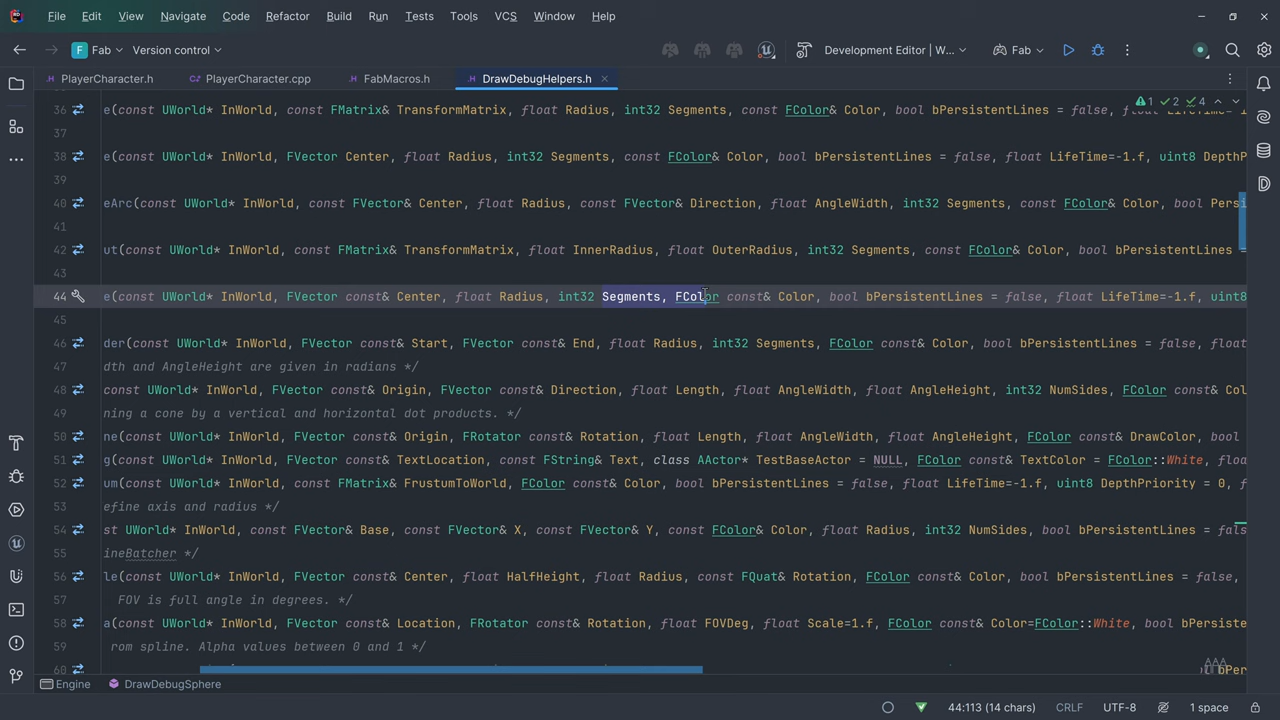 File Edit View Navigate Code Refactor Build Run Tests Tools VCS Window Help
F Fab Version control Development Editor | W... Fab
PlayerCharacter.h PlayerCharacter.cpp FabMacros.h DrawDebugHelpers.h
1 2 4
36 e(const UWorld* InWorld, const FMatrix& TransformMatrix, float Radius, int32 Segments, const FColor& Color, bool bPersistentLines = false, float LifeTime=-1
37
38 e(const UWorld* InWorld, FVector Center, float Radius, int32 Segments, const FColor& Color, bool bPersistentLines = false, float LifeTime=-1.f, uint8 DepthP
39
40 eArc(const UWorld* InWorld, const FVector& Center, float Radius, const FVector& Direction, float AngleWidth, int32 Segments, const FColor& Color, bool Persi
41
42 ut(const UWorld* InWorld, const FMatrix& TransformMatrix, float InnerRadius, float OuterRadius, int32 Segments, const FColor& Color, bool bPersistentLines =
43
44 e(const UWorld* InWorld, FVector const& Center, float Radius, int32 Segments, FColor const& Color, bool bPersistentLines = false, float LifeTime=-1.f, uint8
45
46 der(const UWorld* InWorld, FVector const& Start, FVector const& End, float Radius, int32 Segments, FColor const& Color, bool bPersistentLines = false, float
47 dth and AngleHeight are given in radians */
48 const UWorld* InWorld, FVector const& Origin, FVector const& Direction, float Length, float AngleWidth, float AngleHeight, int32 NumSides, FColor const& Col
49 ning a cone by a vertical and horizontal dot products. */
50 ne(const UWorld* InWorld, FVector const& Origin, FRotator const& Rotation, float Length, float AngleWidth, float AngleHeight, FColor const& DrawColor, bool
51 g(const UWorld* InWorld, FVector const& TextLocation, const FString& Text, class AActor* TestBaseActor = NULL, FColor const& TextColor = FColor::White, floa
52 um(const UWorld* InWorld, const FMatrix& FrustumToWorld, FColor const& Color, bool bPersistentLines = false, float LifeTime=-1.f, uint8 DepthPriority = 0, f
53 efine axis and radius */
54 st UWorld* InWorld, const FVector& Base, const FVector& X, const FVector& Y, const FColor& Color, float Radius, int32 NumSides, bool bPersistentLines = fals
55 ineBatcher */
56 le(const UWorld* InWorld, FVector const& Center, float HalfHeight, float Radius, const FQuat& Rotation, FColor const& Color, bool bPersistentLines = false,
57 FOV is full angle in degrees. */
58 a(const UWorld* InWorld, FVector const& Location, FRotator const& Rotation, float FOVDeg, float Scale=1.f, FColor const& Color=FColor::White, bool bPersiste
59 rom spline. Alpha values between 0 and 1 */
60
Engine DrawDebugSphere 44:113 (14 chars) CRLF UTF-8 1 space